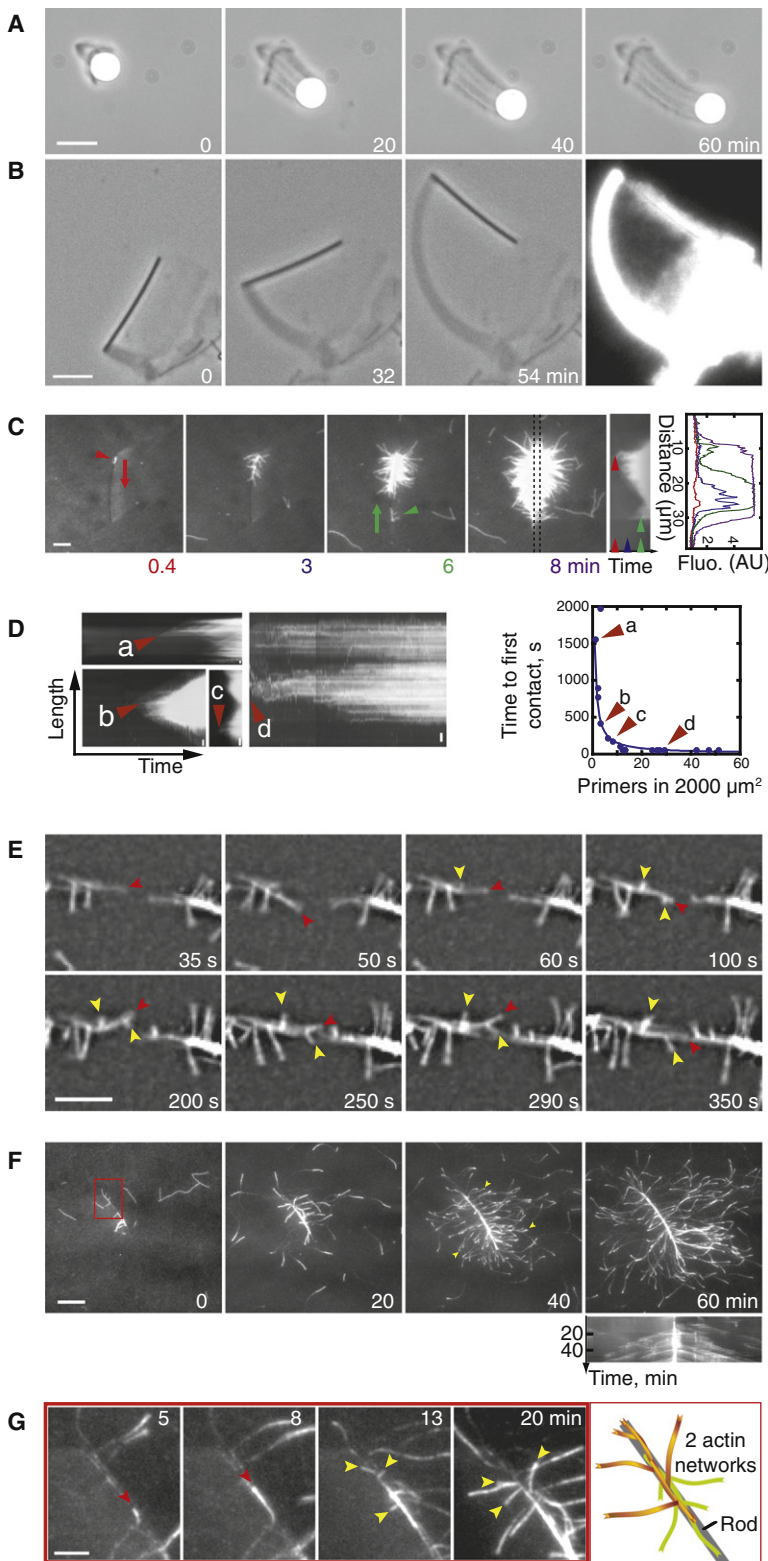 A
0
20
40
60 min
B
0
32
54 min
C
0.4
3
6
8 min
Time
Distance (µm)
10
20
30
2
4
Fluo. (AU)
D
a
b
c
d
Length
Time
Time to first
contact, s
2000
1500
1000
500
0
a
b
c
d
0
20
40
60
Primers in 2000 µm²
E
35 s
50 s
60 s
100 s
200 s
250 s
290 s
350 s
F
0
20
40
60 min
20
40
Time, min
G
5
8
13
20 min
2 actin
networks
Rod